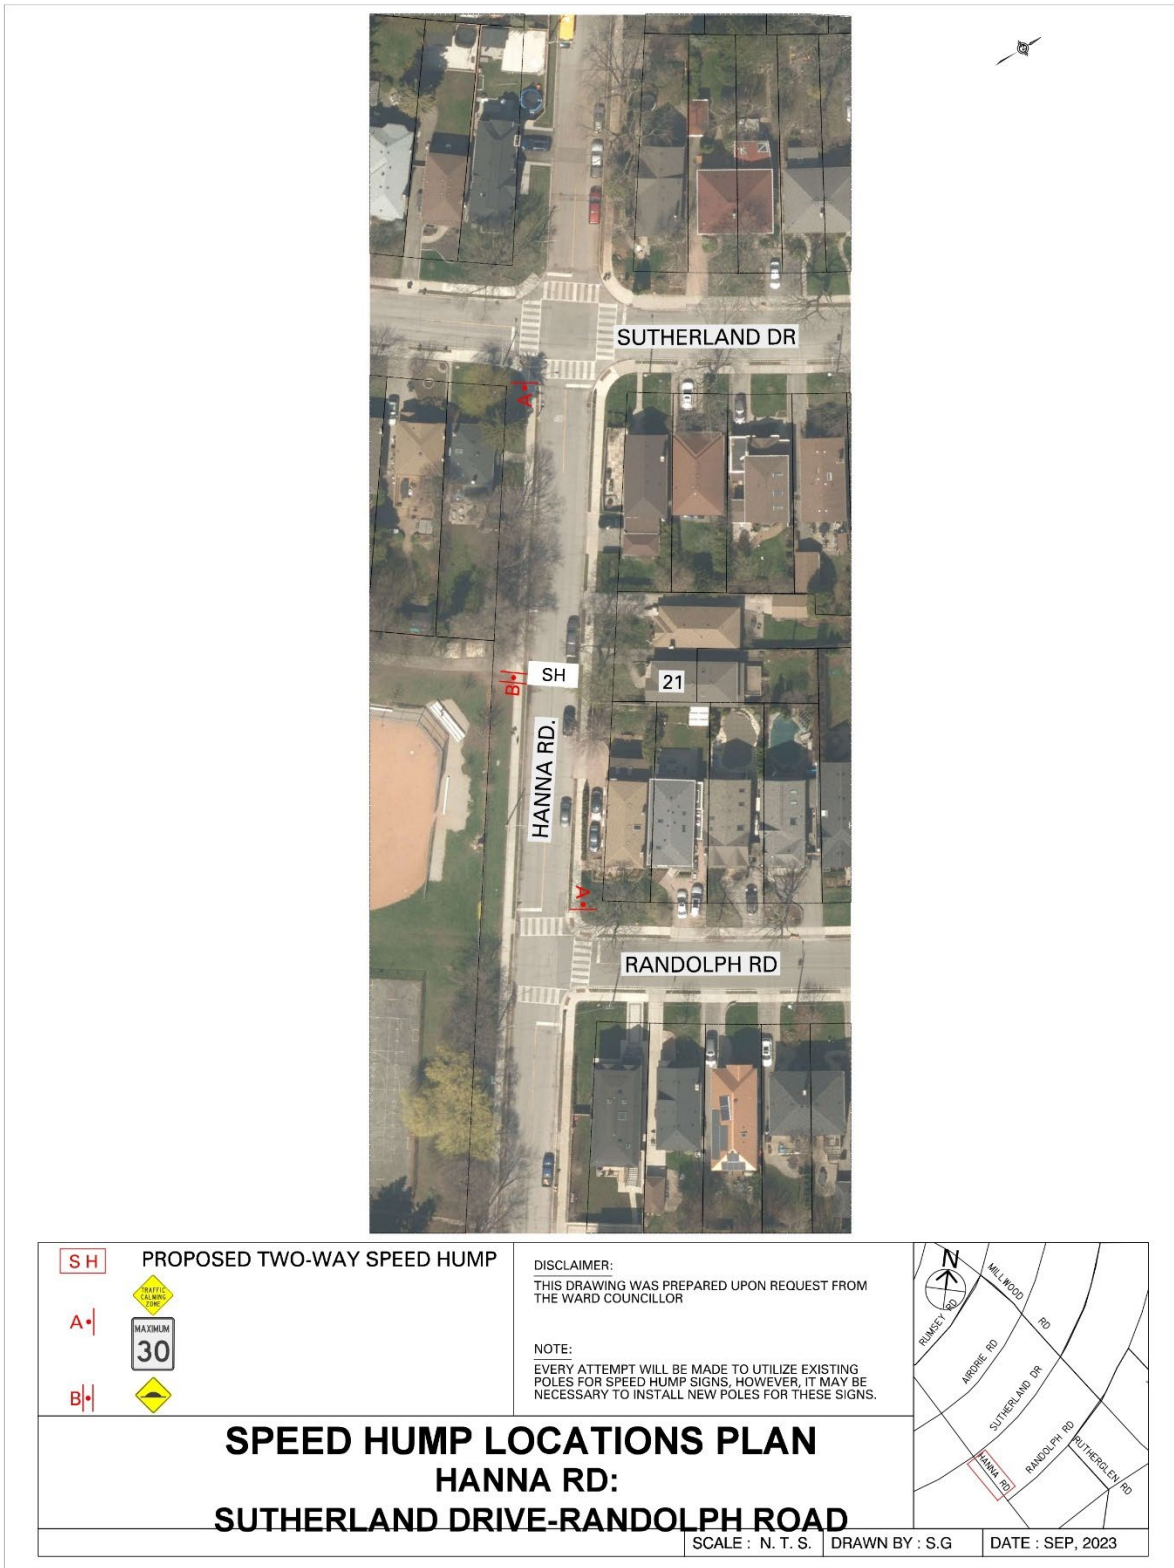 SUTHERLAND DR
A
SH
B
21
HANNA RD.
A
RANDOLPH RD
SH PROPOSED TWO-WAY SPEED HUMP
TRAFFIC
CALMING
ZONE
A
MAXIMUM
30
B
DISCLAIMER:
THIS DRAWING WAS PREPARED UPON REQUEST FROM
THE WARD COUNCILLOR
NOTE:
EVERY ATTEMPT WILL BE MADE TO UTILIZE EXISTING
POLES FOR SPEED HUMP SIGNS, HOWEVER, IT MAY BE
NECESSARY TO INSTALL NEW POLES FOR THESE SIGNS.
N
MILLWOOD RD
RUMSEY RD
AIRDRIE RD
SUTHERLAND DR
RANDOLPH RD
RUTHERGLEN RD
HANNA RD
SPEED HUMP LOCATIONS PLAN
HANNA RD:
SUTHERLAND DRIVE-RANDOLPH ROAD
SCALE : N. T. S. DRAWN BY : S.G DATE : SEP, 2023